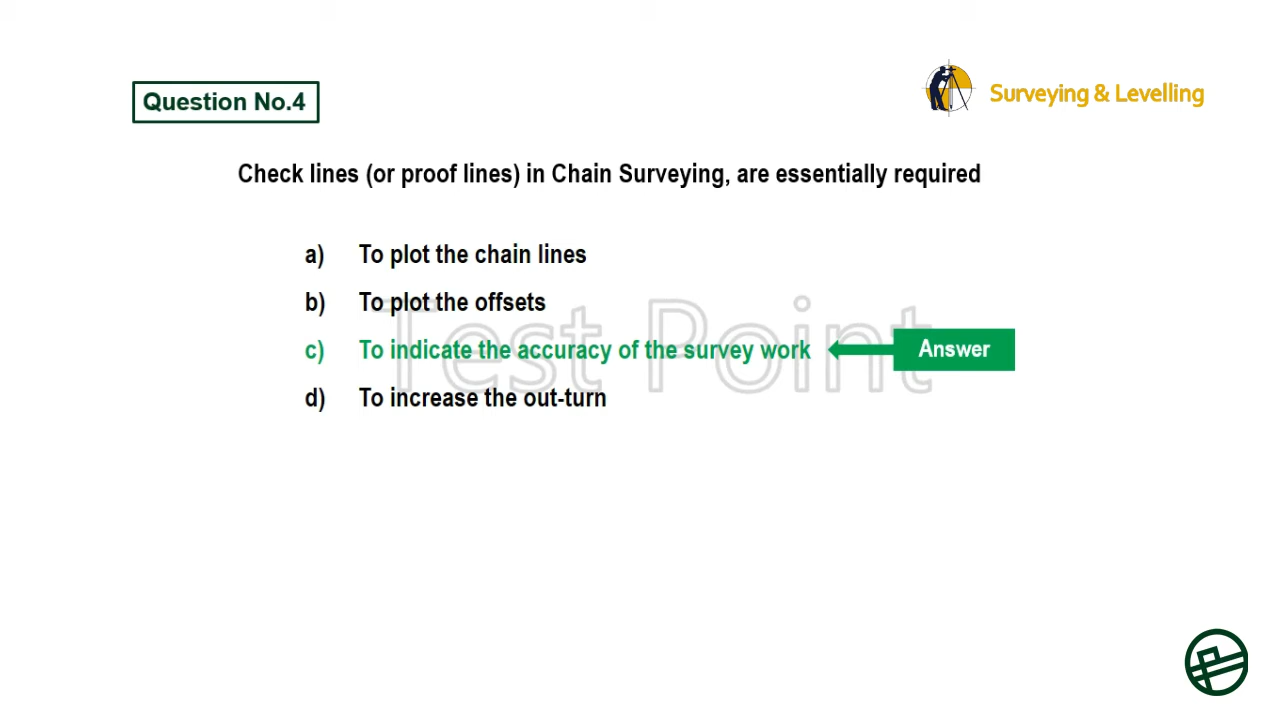 Question No.4
Surveying & Levelling
Check lines (or proof lines) in Chain Surveying, are essentially required
a) To plot the chain lines
b) To plot the offsets
Test Point
c) To indicate the accuracy of the survey work
Answer
d) To increase the out-turn